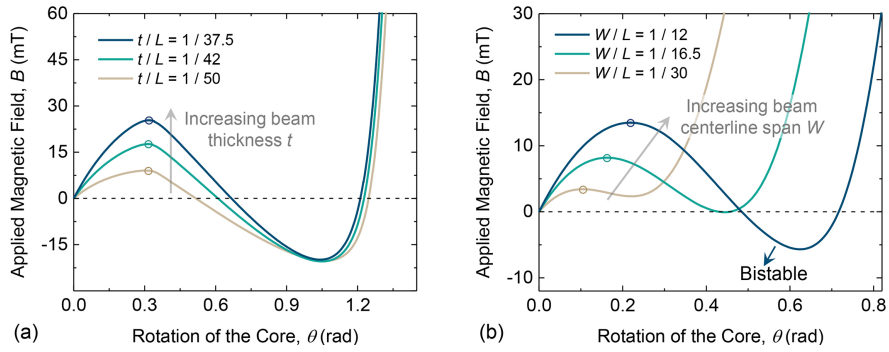 60
45
30
15
0
-15
Applied Magnetic Field, B (mT)
t / L = 1 / 37.5
t / L = 1 / 42
t / L = 1 / 50
Increasing beam
thickness t
0.0 0.3 0.6 0.9 1.2
(a) Rotation of the Core, θ (rad)
30
20
10
0
-10
Applied Magnetic Field, B (mT)
W / L = 1 / 12
W / L = 1 / 16.5
W / L = 1 / 30
Increasing beam
centerline span W
Bistable
0.0 0.2 0.4 0.6 0.8
(b) Rotation of the Core, θ (rad)